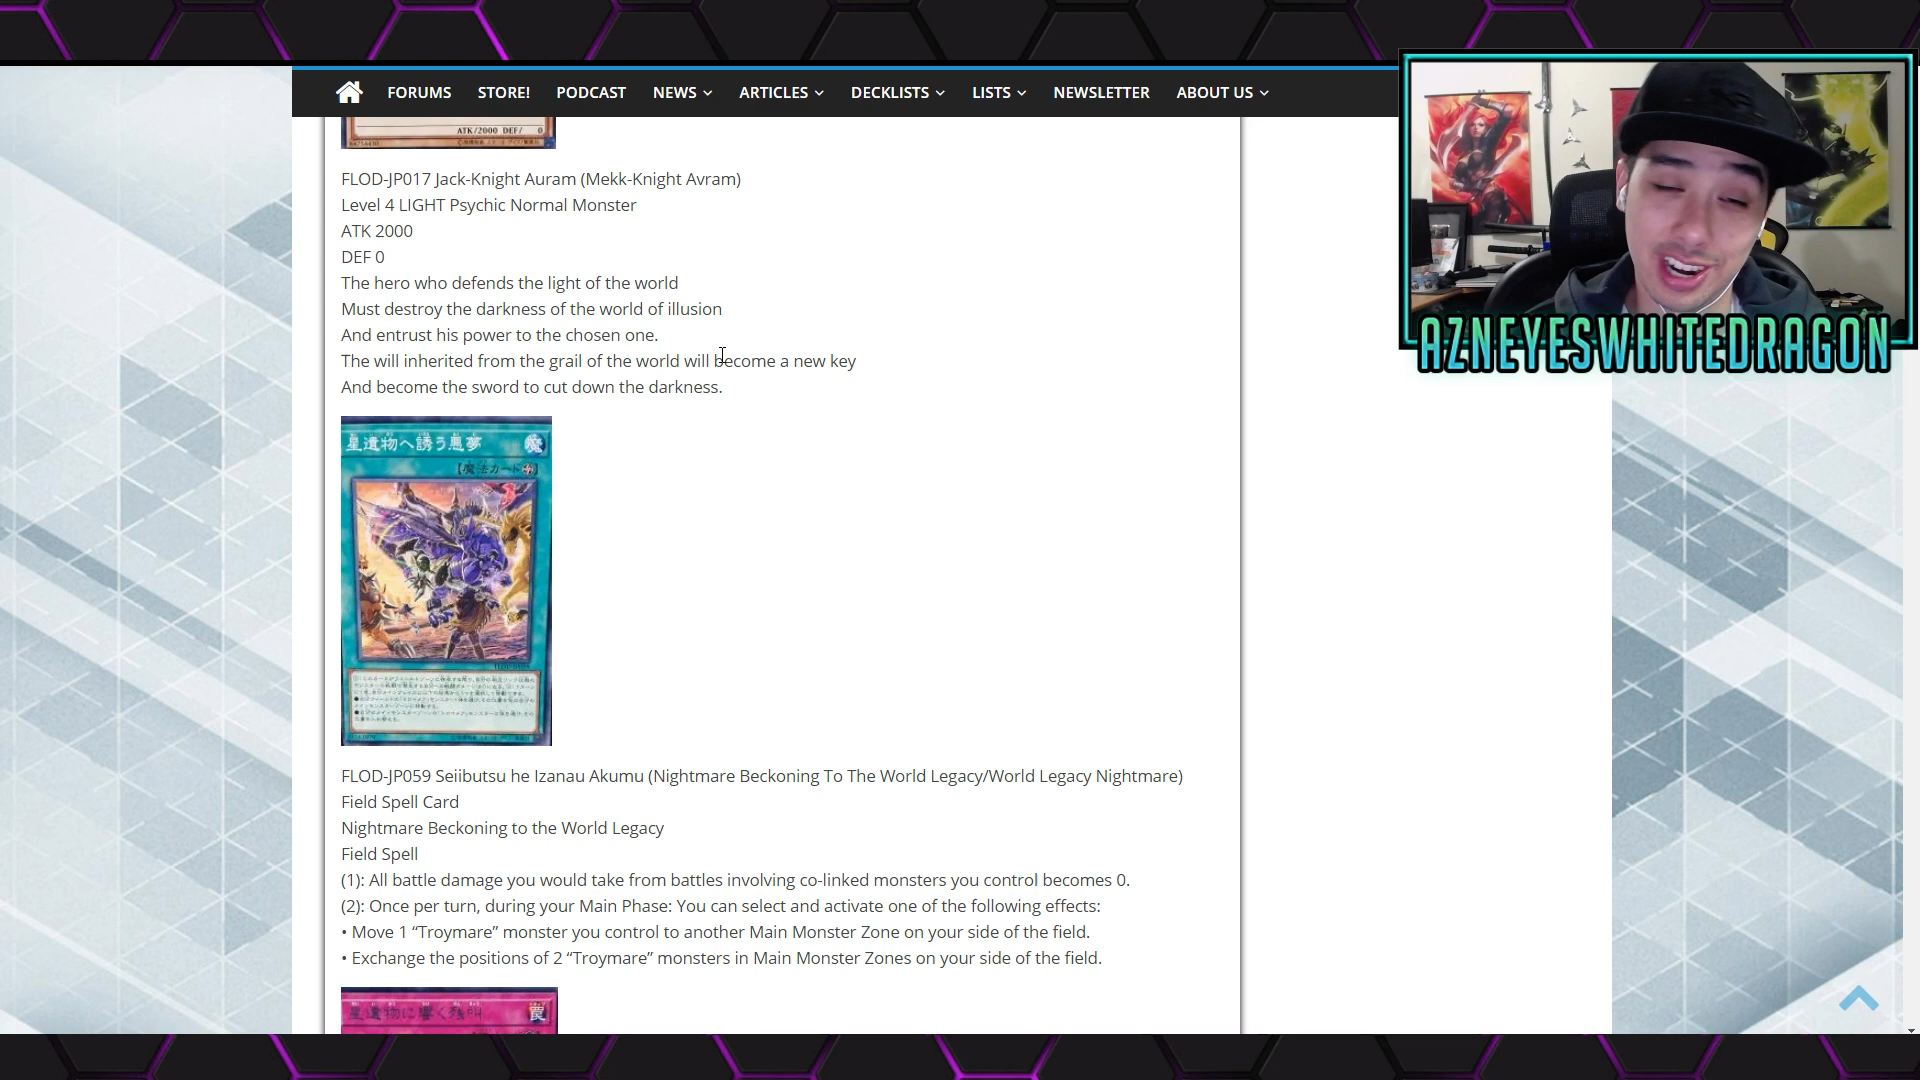 FORUMS STORE! PODCAST NEWS ARTICLES DECKLISTS LISTS NEWSLETTER ABOUT US
ATK/2000 DEF/ 0
AZNEYESWHITEDRAGON
FLOD-JP017 Jack-Knight Auram (Mekk-Knight Avram)
Level 4 LIGHT Psychic Normal Monster
ATK 2000
DEF 0
The hero who defends the light of the world
Must destroy the darkness of the world of illusion
And entrust his power to the chosen one.
The will inherited from the grail of the world will become a new key
And become the sword to cut down the darkness.
星遺物へ誘う悪夢
【魔法カード】
FLOD-JP059 Seiibutsu he Izanau Akumu (Nightmare Beckoning To The World Legacy/World Legacy Nightmare)
Field Spell Card
Nightmare Beckoning to the World Legacy
Field Spell
(1): All battle damage you would take from battles involving co-linked monsters you control becomes 0.
(2): Once per turn, during your Main Phase: You can select and activate one of the following effects:
• Move 1 “Troymare” monster you control to another Main Monster Zone on your side of the field.
• Exchange the positions of 2 “Troymare” monsters in Main Monster Zones on your side of the field.
星遺物に響く残叫
罠